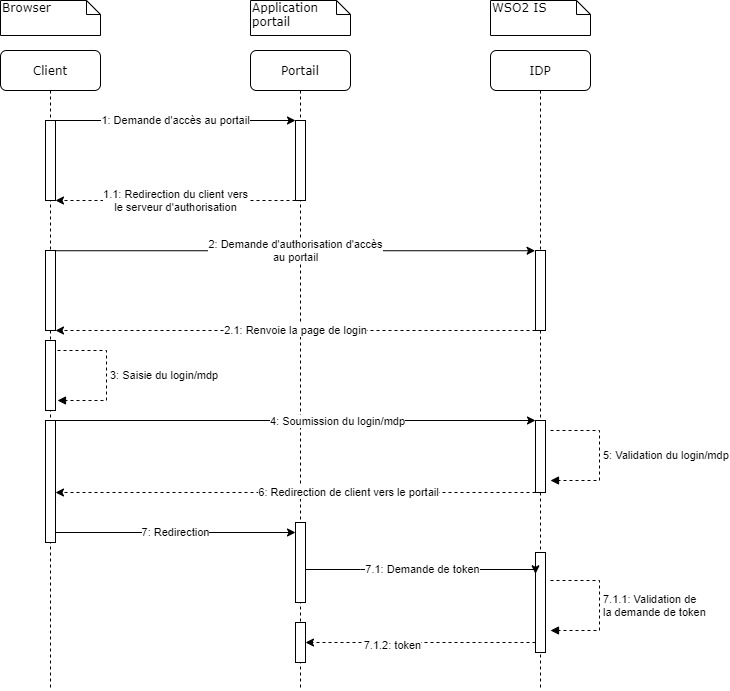 Browser
Application
portail
WSO2 IS
Client
Portail
IDP
1: Demande d'accès au portail
1.1: Redirection du client vers
le serveur d'authorisation
2: Demande d'authorisation d'accès
au portail
2.1: Renvoie la page de login
3: Saisie du login/mdp
4: Soumission du login/mdp
5: Validation du login/mdp
6: Redirection de client vers le portail
7: Redirection
7.1: Demande de token
7.1.1: Validation de
la demande de token
7.1.2: token